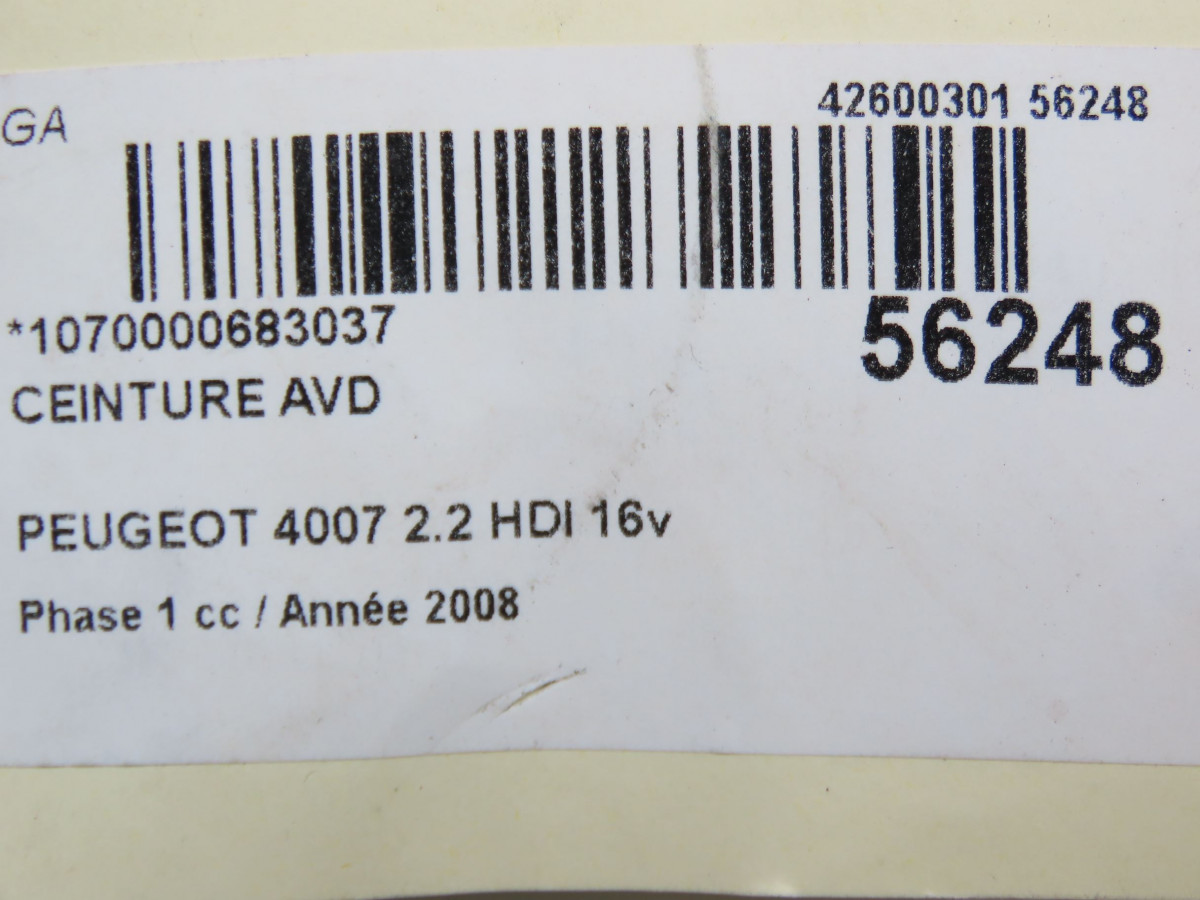 GA
42600301 56248
*1070000683037
56248
CEINTURE AVD
PEUGEOT 4007 2.2 HDI 16v
Phase 1 cc / Année 2008